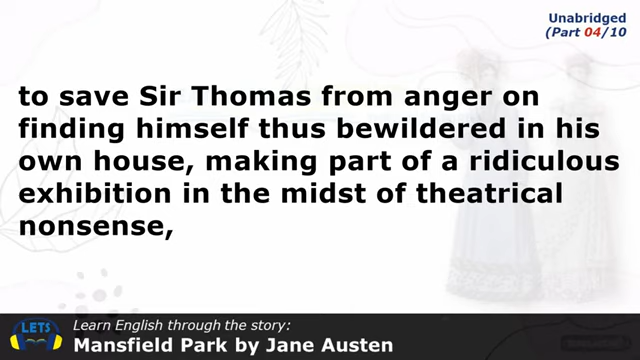 Unabridged
(Part 04/10
to save Sir Thomas from anger on
finding himself thus bewildered in his
own house, making part of a ridiculous
exhibition in the midst of theatrical
nonsense,
LETS
Learn English through the story:
Mansfield Park by Jane Austen